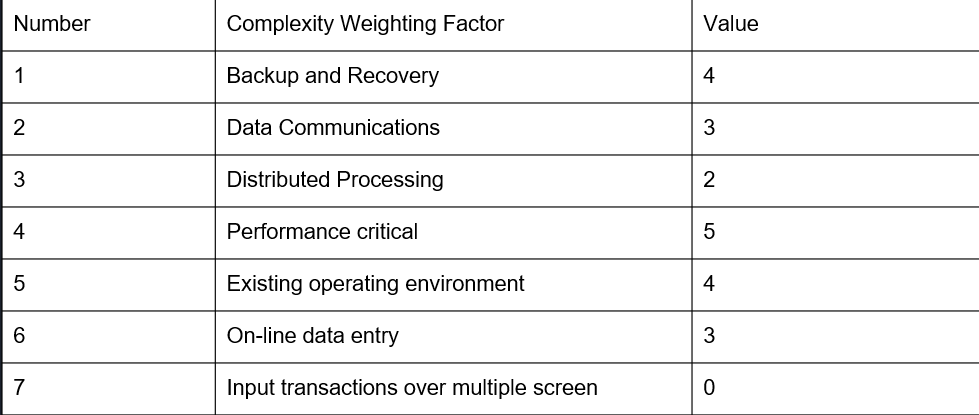 Number Complexity Weighting Factor Value
1 Backup and Recovery 4
2 Data Communications 3
3 Distributed Processing 2
4 Performance critical 5
5 Existing operating environment 4
6 On-line data entry 3
7 Input transactions over multiple screen 0